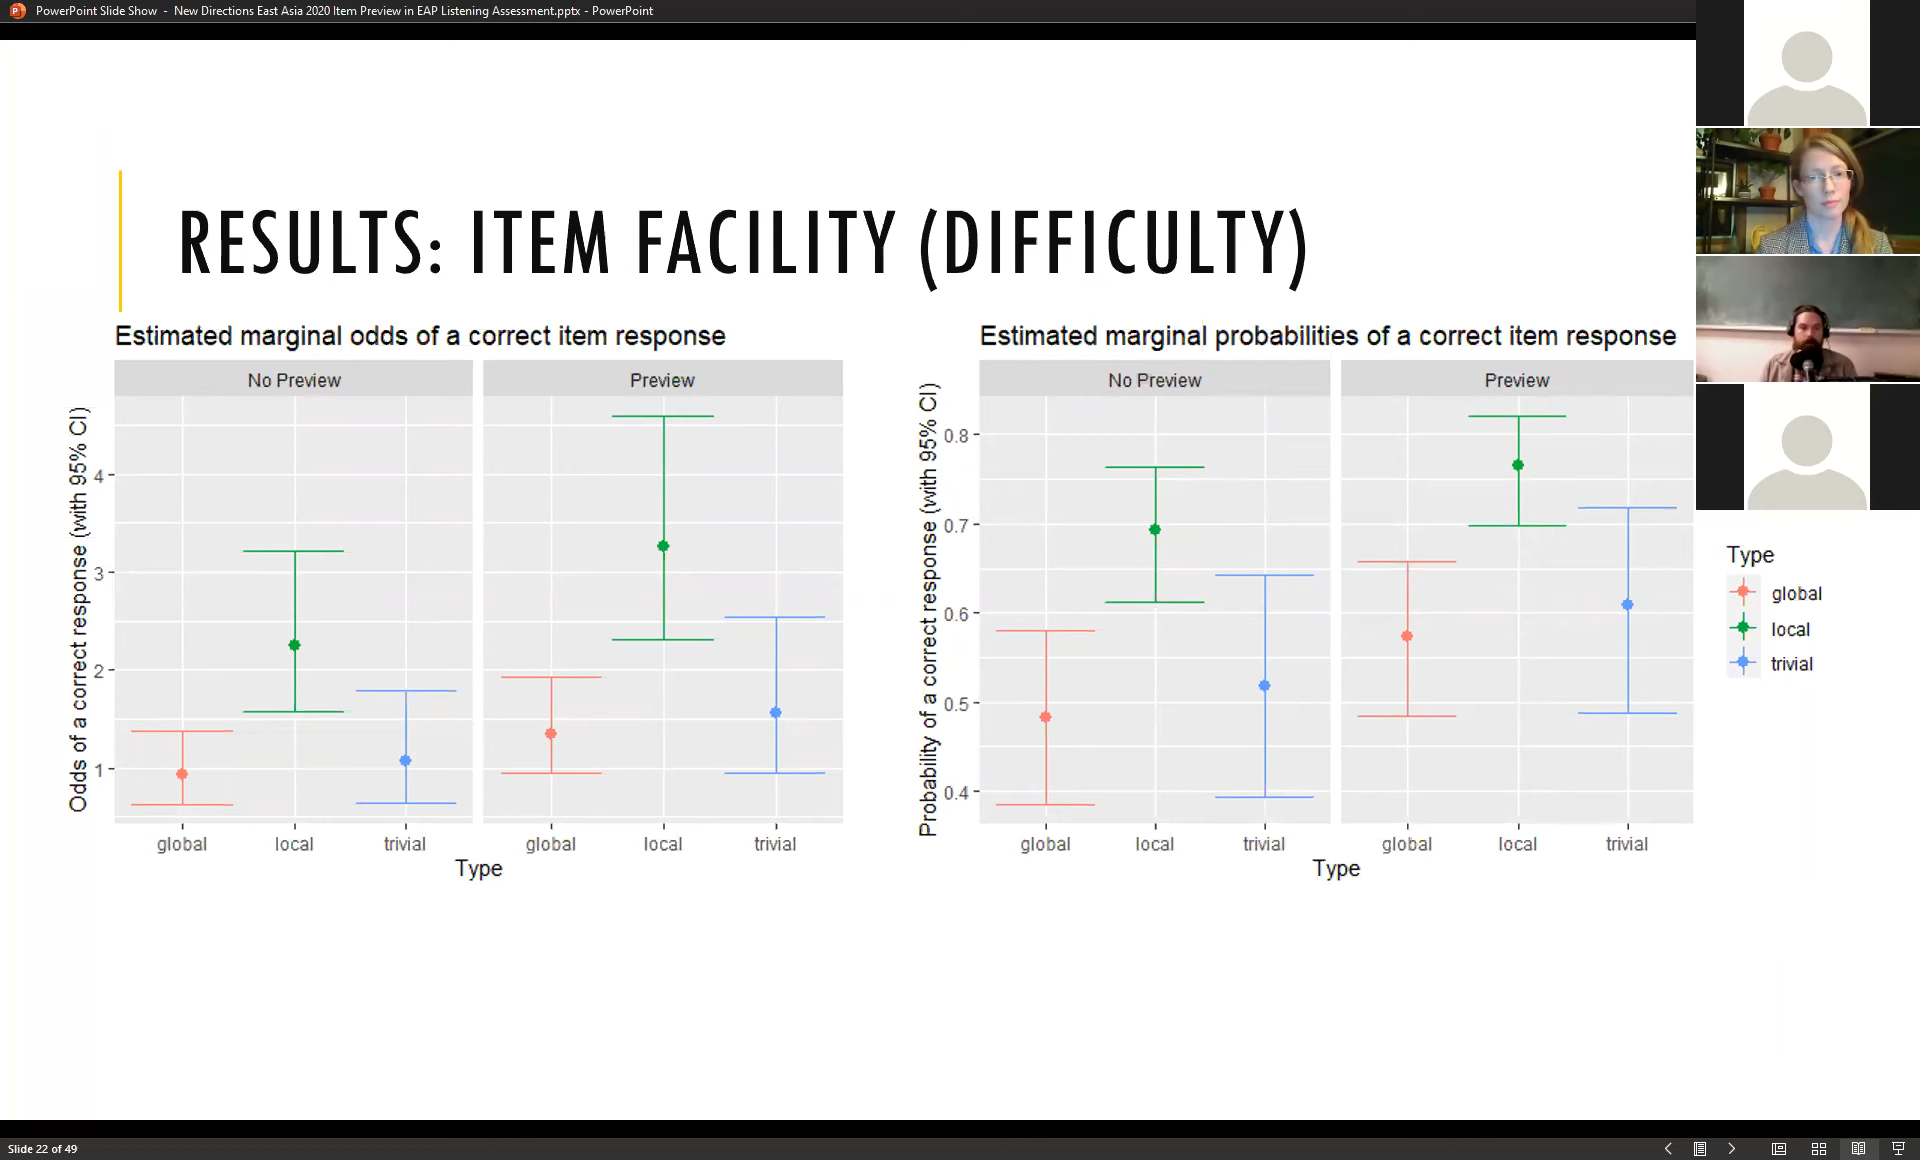 PowerPoint Slide Show - New Directions East Asia 2020 Item Preview in EAP Listening Assessment.pptx - PowerPoint
RESULTS: ITEM FACILITY (DIFFICULTY)
Estimated marginal odds of a correct item response
No Preview
Preview
Odds of a correct response (with 95% CI)
4
3
2
1
global
local
trivial
global
local
trivial
Type
Estimated marginal probabilities of a correct item response
No Preview
Preview
Probability of a correct response (with 95% CI)
0.8
0.7
0.6
0.5
0.4
global
local
trivial
global
local
trivial
Type
Type
global
local
trivial
Slide 22 of 49